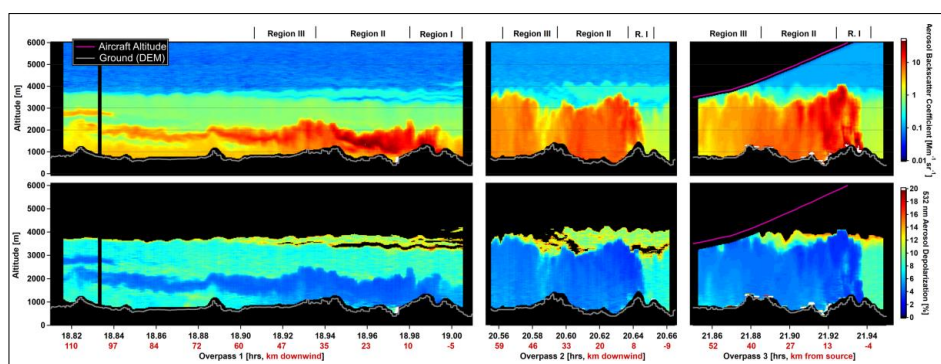 Region III Region II Region I Region III Region II R. I Region III Region II R. I
Aircraft Altitude
Ground (DEM)
6000
5000
4000
3000
2000
1000
0
Altitude [m]
10
1
0.1
0.01
Aerosol Backscatter Coefficient [Mm⁻¹ sr⁻¹]
6000
5000
4000
3000
2000
1000
0
Altitude [m]
20
18
16
14
12
10
8
6
4
2
0
532 nm Aerosol Depolarization [%]
18.82 18.84 18.86 18.88 18.90 18.92 18.94 18.96 18.98 19.00 20.56 20.58 20.60 20.62 20.64 20.66 21.86 21.88 21.90 21.92 21.94
110 97 84 72 60 47 35 23 10 -5 59 46 33 20 8 -9 52 40 27 13 -4
Overpass 1 [hrs, km downwind] Overpass 2 [hrs, km downwind] Overpass 3 [hrs, km from source]